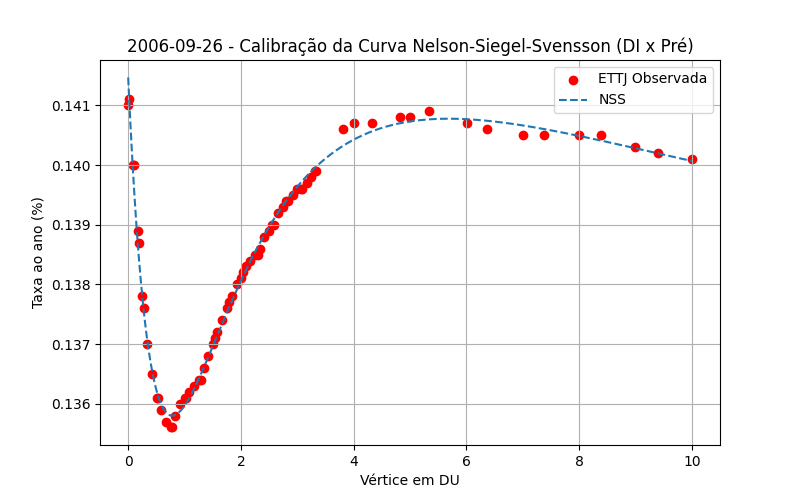 2006-09-26 - Calibração da Curva Nelson-Siegel-Svensson (DI x Pré)
ETTJ Observada
NSS
Taxa ao ano (%)
0.141
0.140
0.139
0.138
0.137
0.136
0
2
4
6
8
10
Vértice em DU